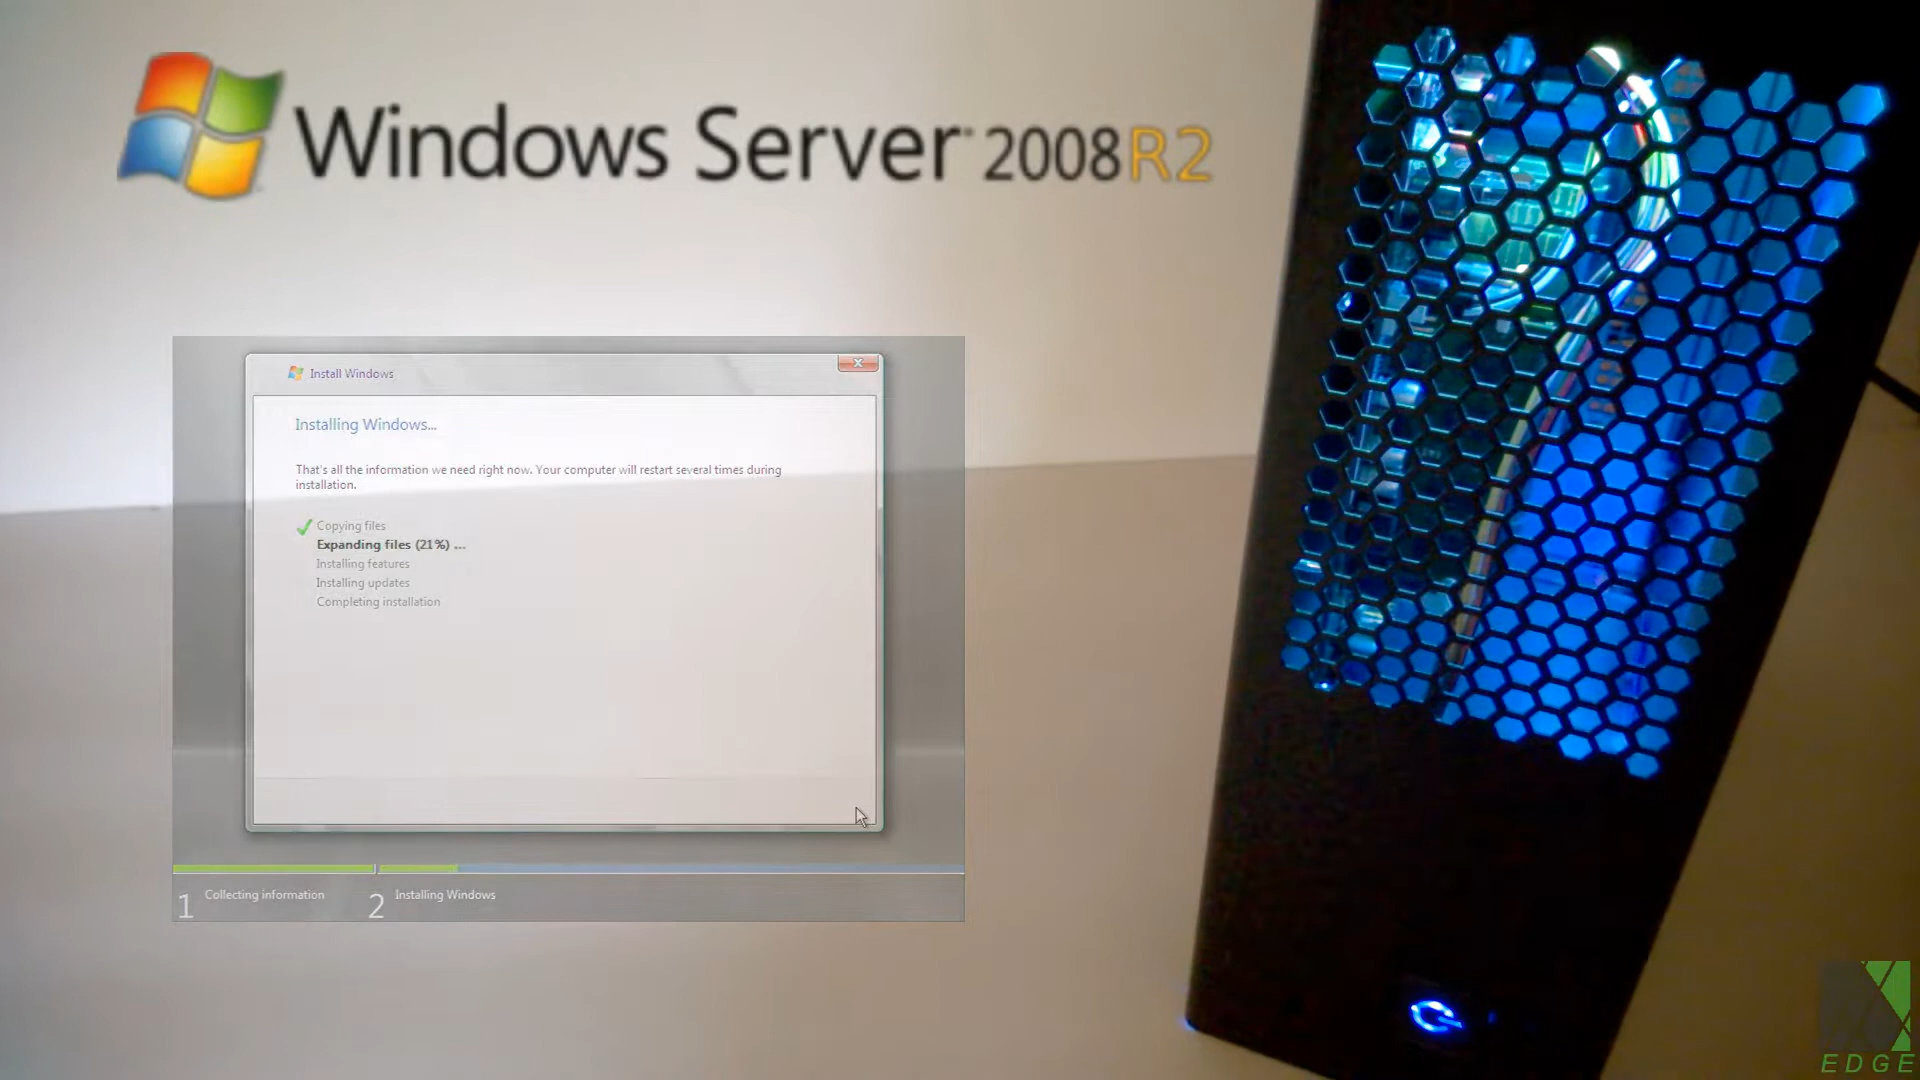 Windows Server 2008 R2
Install Windows
Installing Windows...
That's all the information we need right now. Your computer will restart several times during
installation.
Copying files
Expanding files (21%) ...
Installing features
Installing updates
Completing installation
1 Collecting information
2 Installing Windows
EDGE